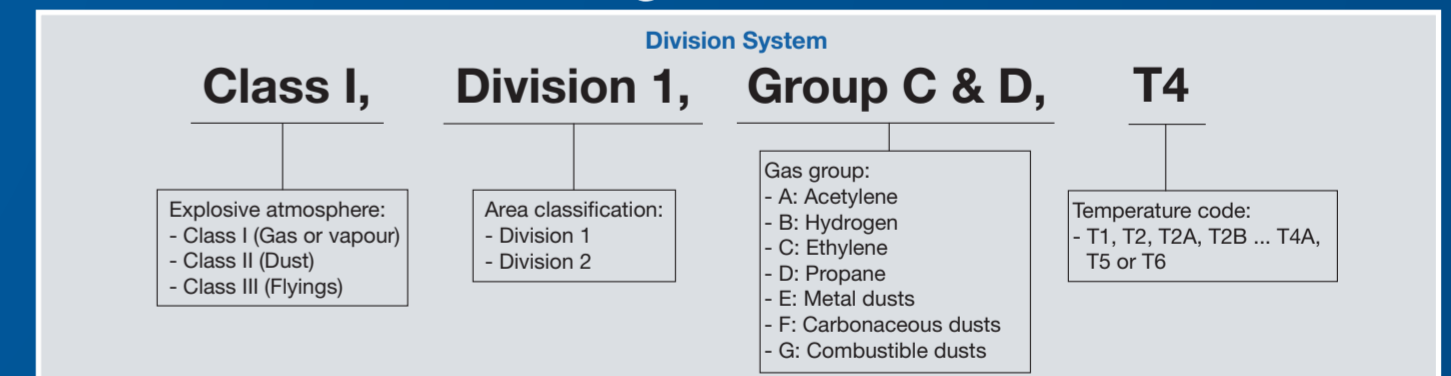 Division System
Class I, Division 1, Group C & D, T4
Explosive atmosphere:
- Class I (Gas or vapour)
- Class II (Dust)
- Class III (Flyings)
Area classification:
- Division 1
- Division 2
Gas group:
- A: Acetylene
- B: Hydrogen
- C: Ethylene
- D: Propane
- E: Metal dusts
- F: Carbonaceous dusts
- G: Combustible dusts
Temperature code:
- T1, T2, T2A, T2B ... T4A,
T5 or T6